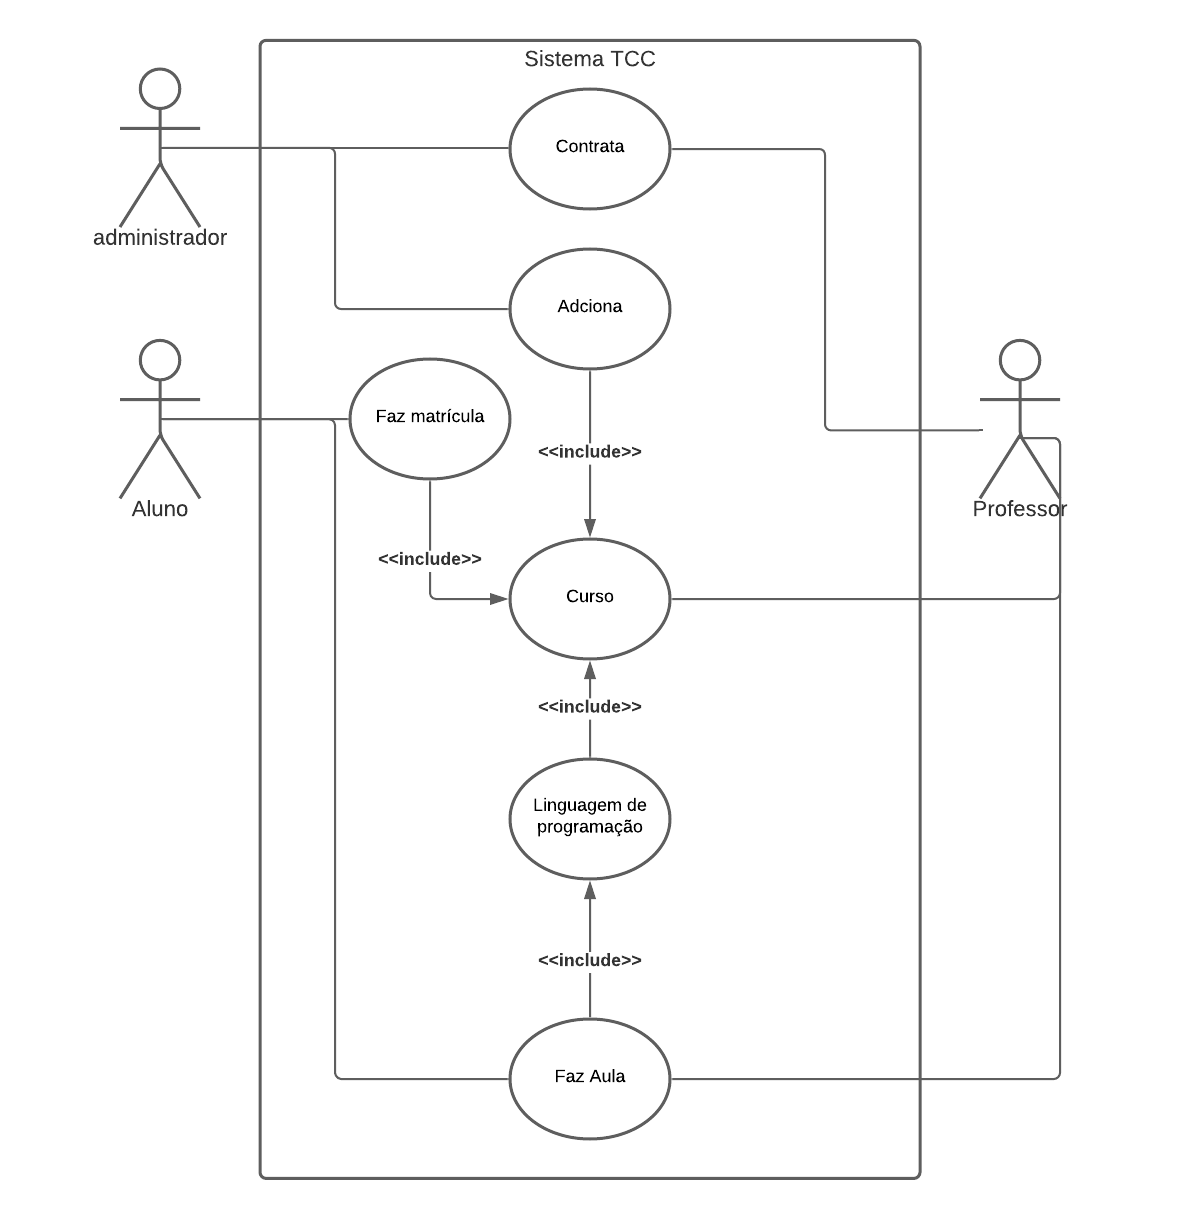 Sistema TCC
Contrata
administrador
Adciona
Faz matrícula
<<include>>
Aluno
Professor
<<include>>
Curso
<<include>>
Linguagem de
programação
<<include>>
Faz Aula